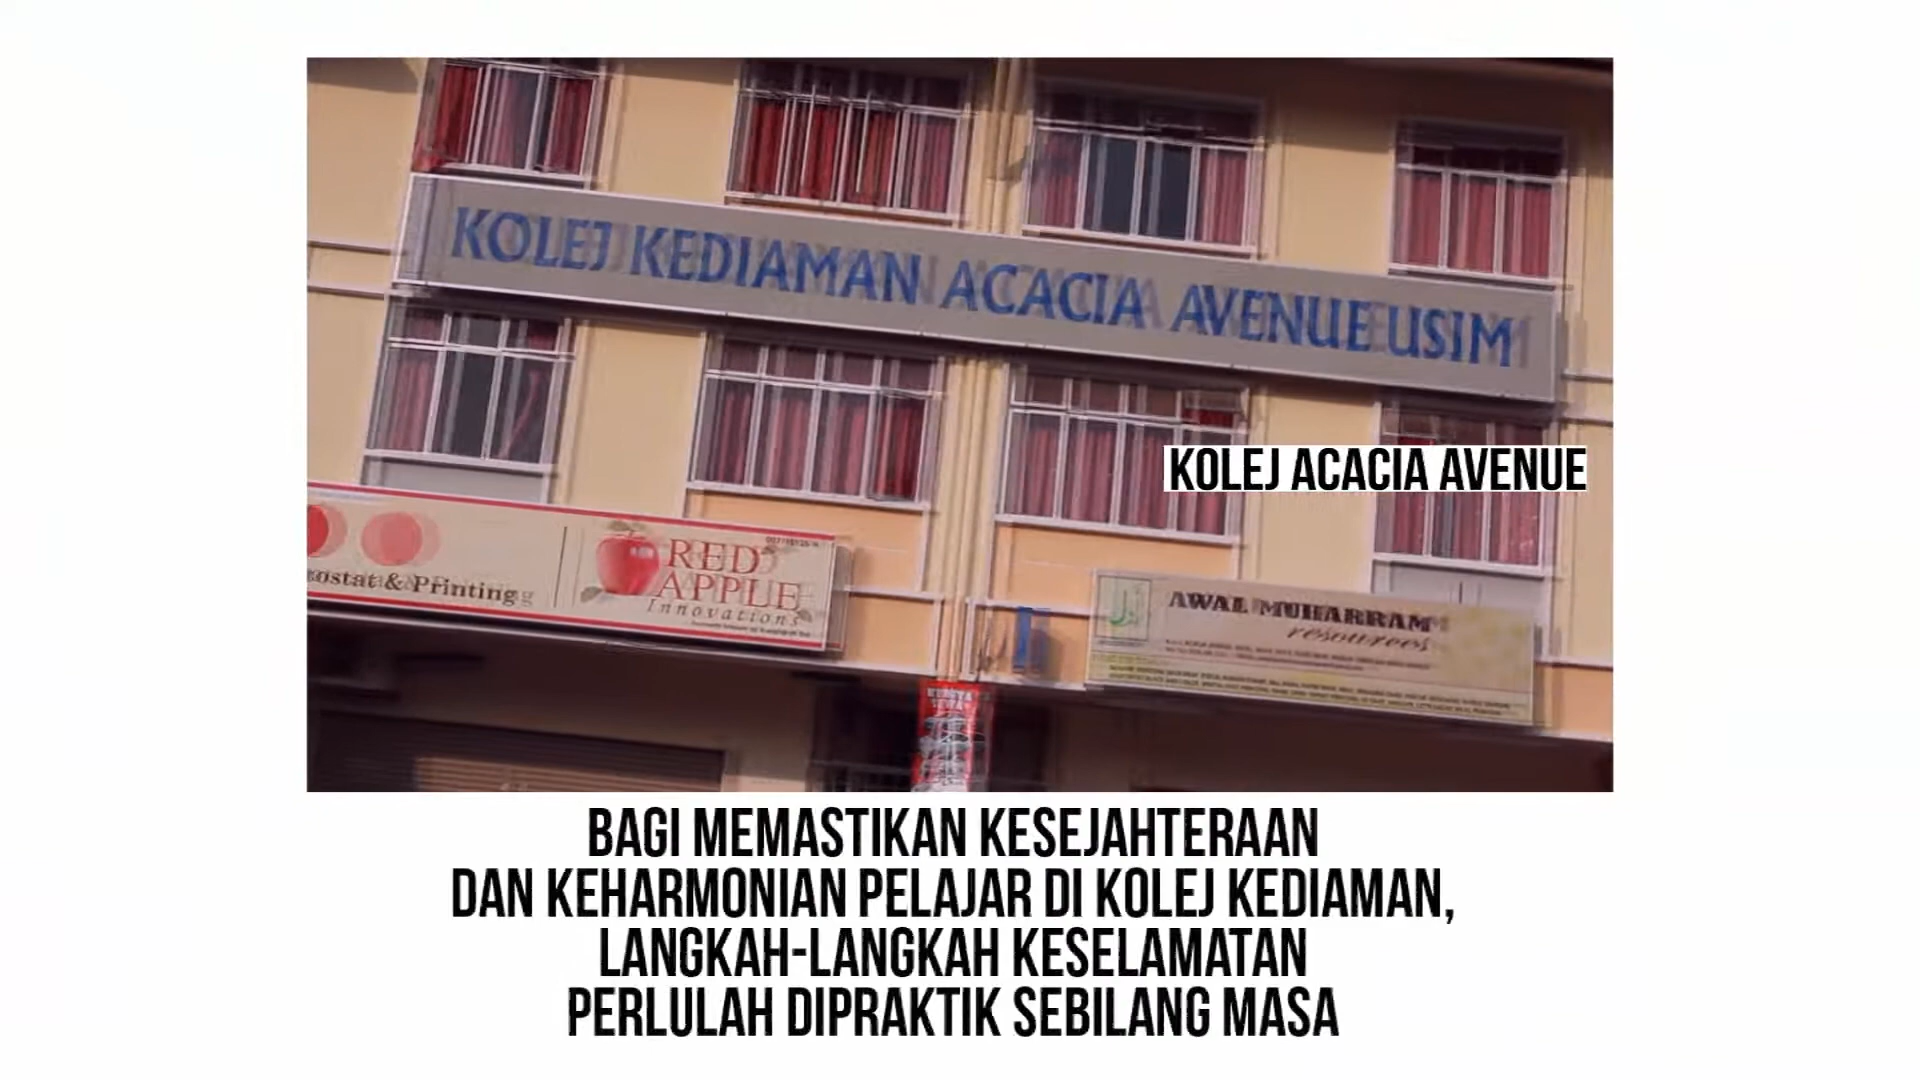 KOLEJ KEDIAMAN ACACIA AVENUE USIM
KOLEJ ACACIA AVENUE
& Printing
RED
APPLE
Innovations
AWAL MUHARRAM
resources
BAGI MEMASTIKAN KESEJAHTERAAN
DAN KEHARMONIAN PELAJAR DI KOLEJ KEDIAMAN,
LANGKAH-LANGKAH KESELAMATAN
PERLULAH DIPRAKTIK SEBILANG MASA